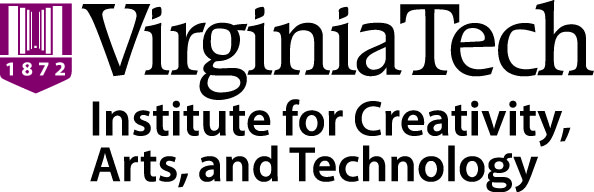 VirginiaTech
1872
Institute for Creativity,
Arts, and Technology